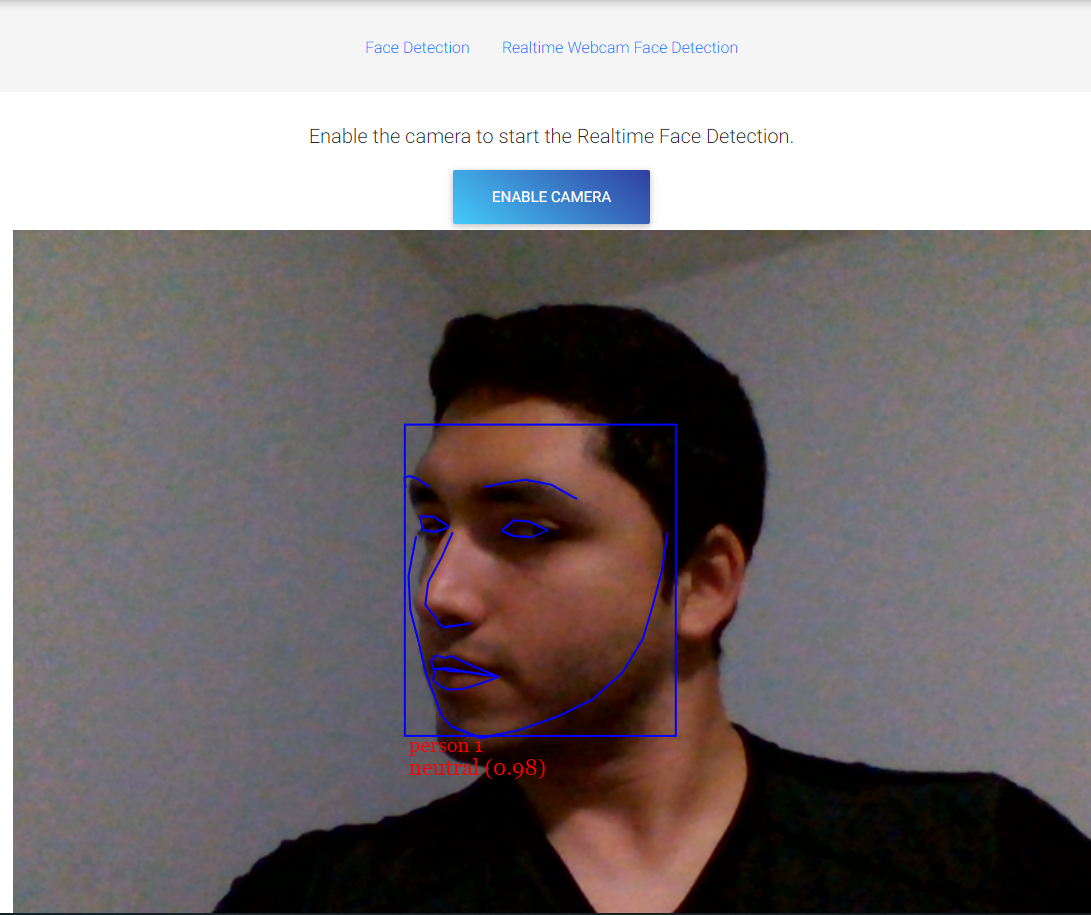 Face Detection Realtime Webcam Face Detection
Enable the camera to start the Realtime Face Detection.
ENABLE CAMERA
person 1
neutral (0.98)